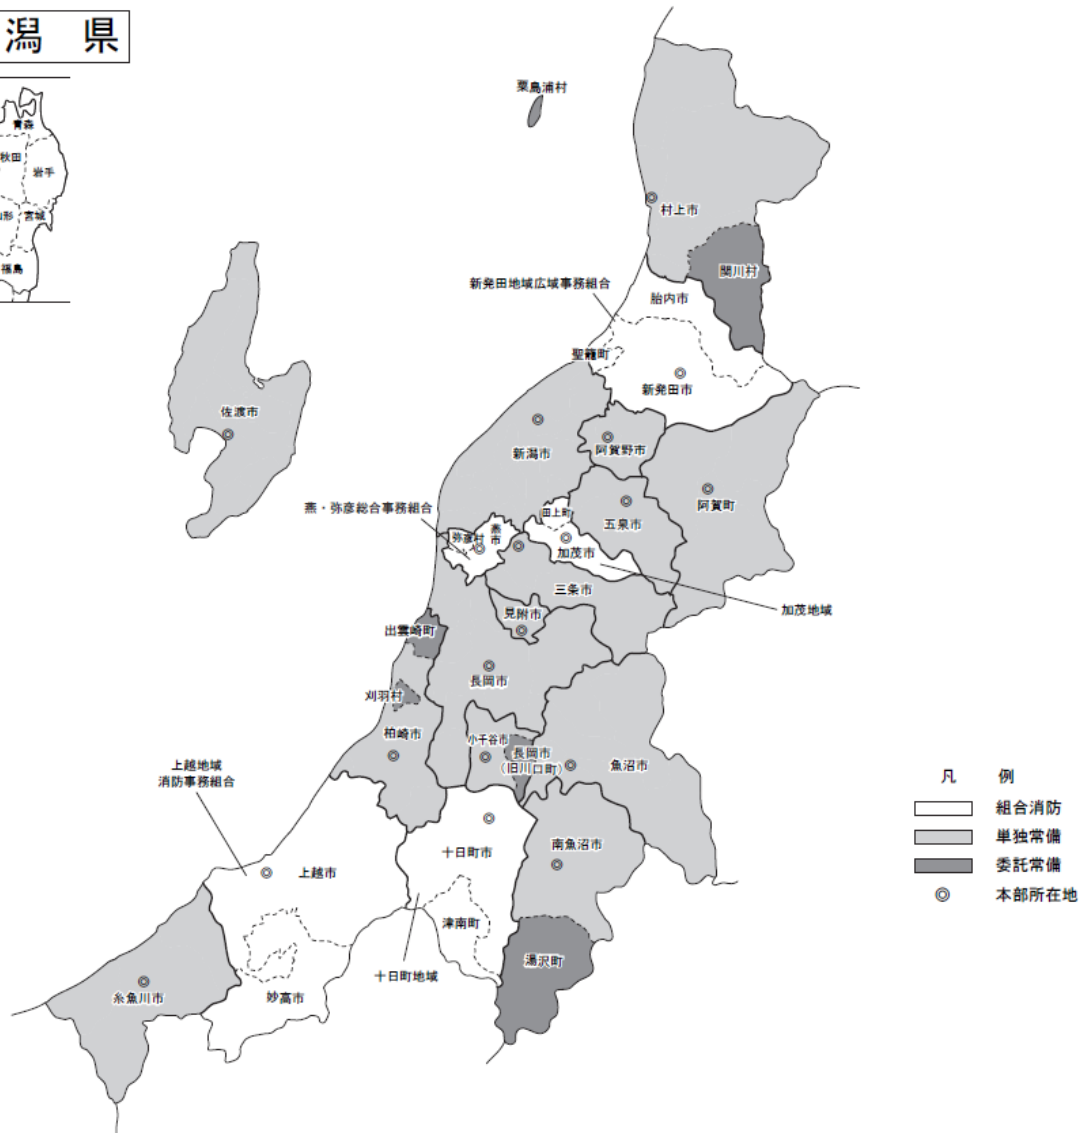 潟県
青森
秋田
岩手
形
宮城
福島
粟島浦村
村上市
関川村
新発田地域広域事務組合
胎内市
聖籠町
新発田市
佐渡市
新潟市
阿賀野市
阿賀町
燕・弥彦総合事務組合
田上町
五泉市
弥彦村
燕市
加茂市
三条市
加茂地域
見附市
出雲崎町
長岡市
刈羽村
柏崎市
小千谷市
長岡市
(旧川口町)
魚沼市
上越地域
消防事務組合
南魚沼市
十日町市
上越市
津南町
湯沢町
十日町地域
糸魚川市
妙高市
凡例
組合消防
単独常備
委託常備
本部所在地